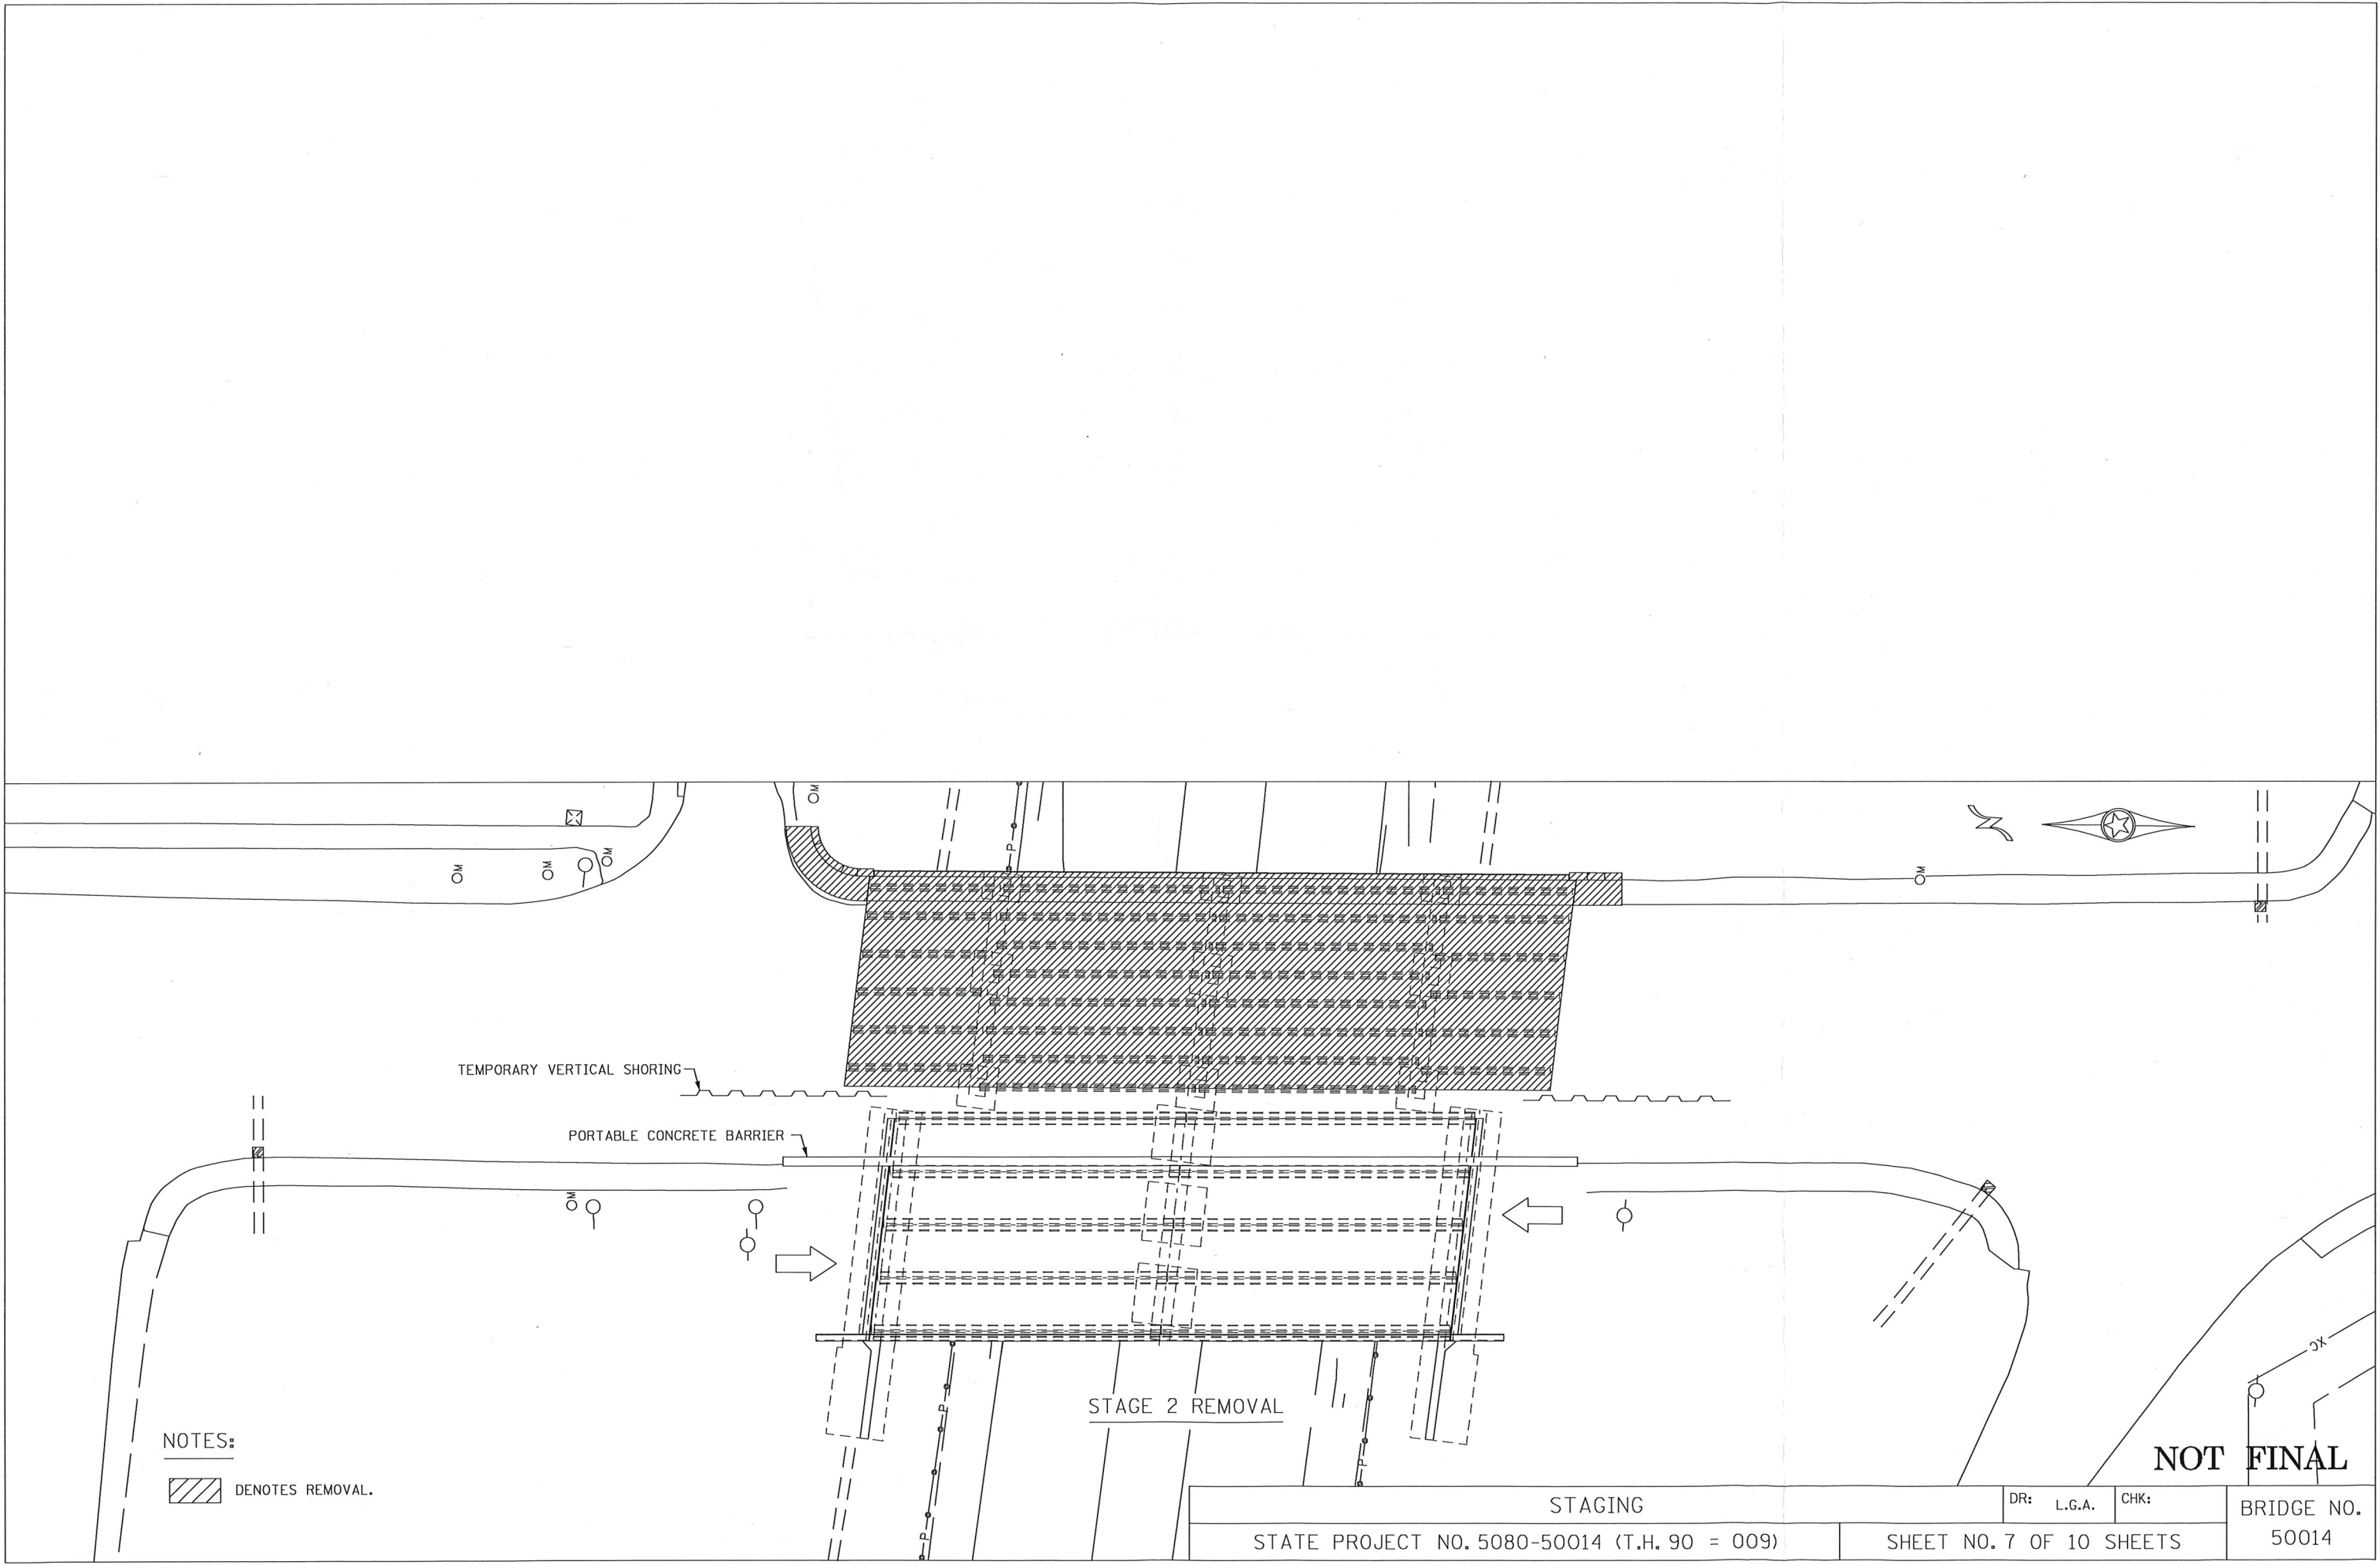 M
M
M
M
M
P
TEMPORARY VERTICAL SHORING
PORTABLE CONCRETE BARRIER
M
STAGE 2 REMOVAL
NOTES:
DENOTES REMOVAL.
P
P
P
P
NOT FINAL
STAGING
DR: L.G.A.
CHK:
BRIDGE NO.
50014
STATE PROJECT NO. 5080-50014 (T.H. 90 = 009)
SHEET NO. 7 OF 10 SHEETS